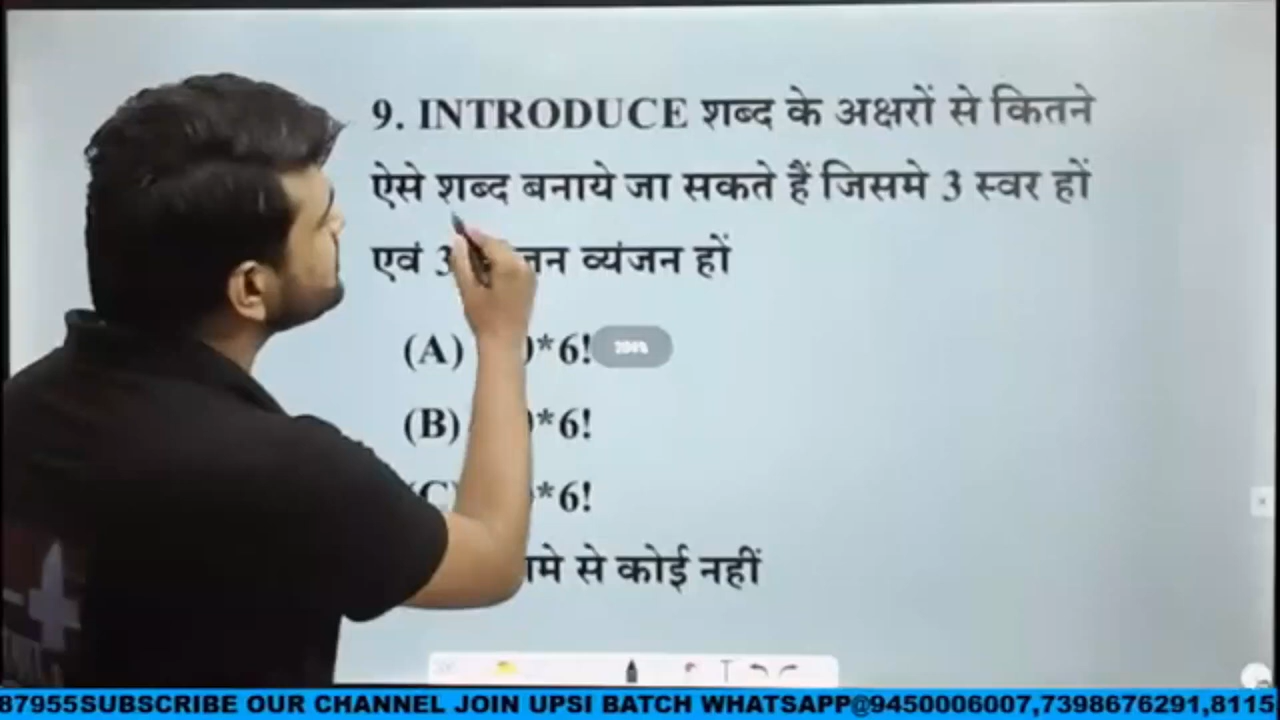 9. INTRODUCE शब्द के अक्षरों से कितने
ऐसे शब्द बनाये जा सकते हैं जिसमे 3 स्वर हों
एवं 3 व्यंजन हों
(A) *6!
(B) *6!
(C) *6!
से कोई नहीं
87955SUBSCRIBE OUR CHANNEL JOIN UPSI BATCH WHATSAPP@9450006007,7398676291,8115